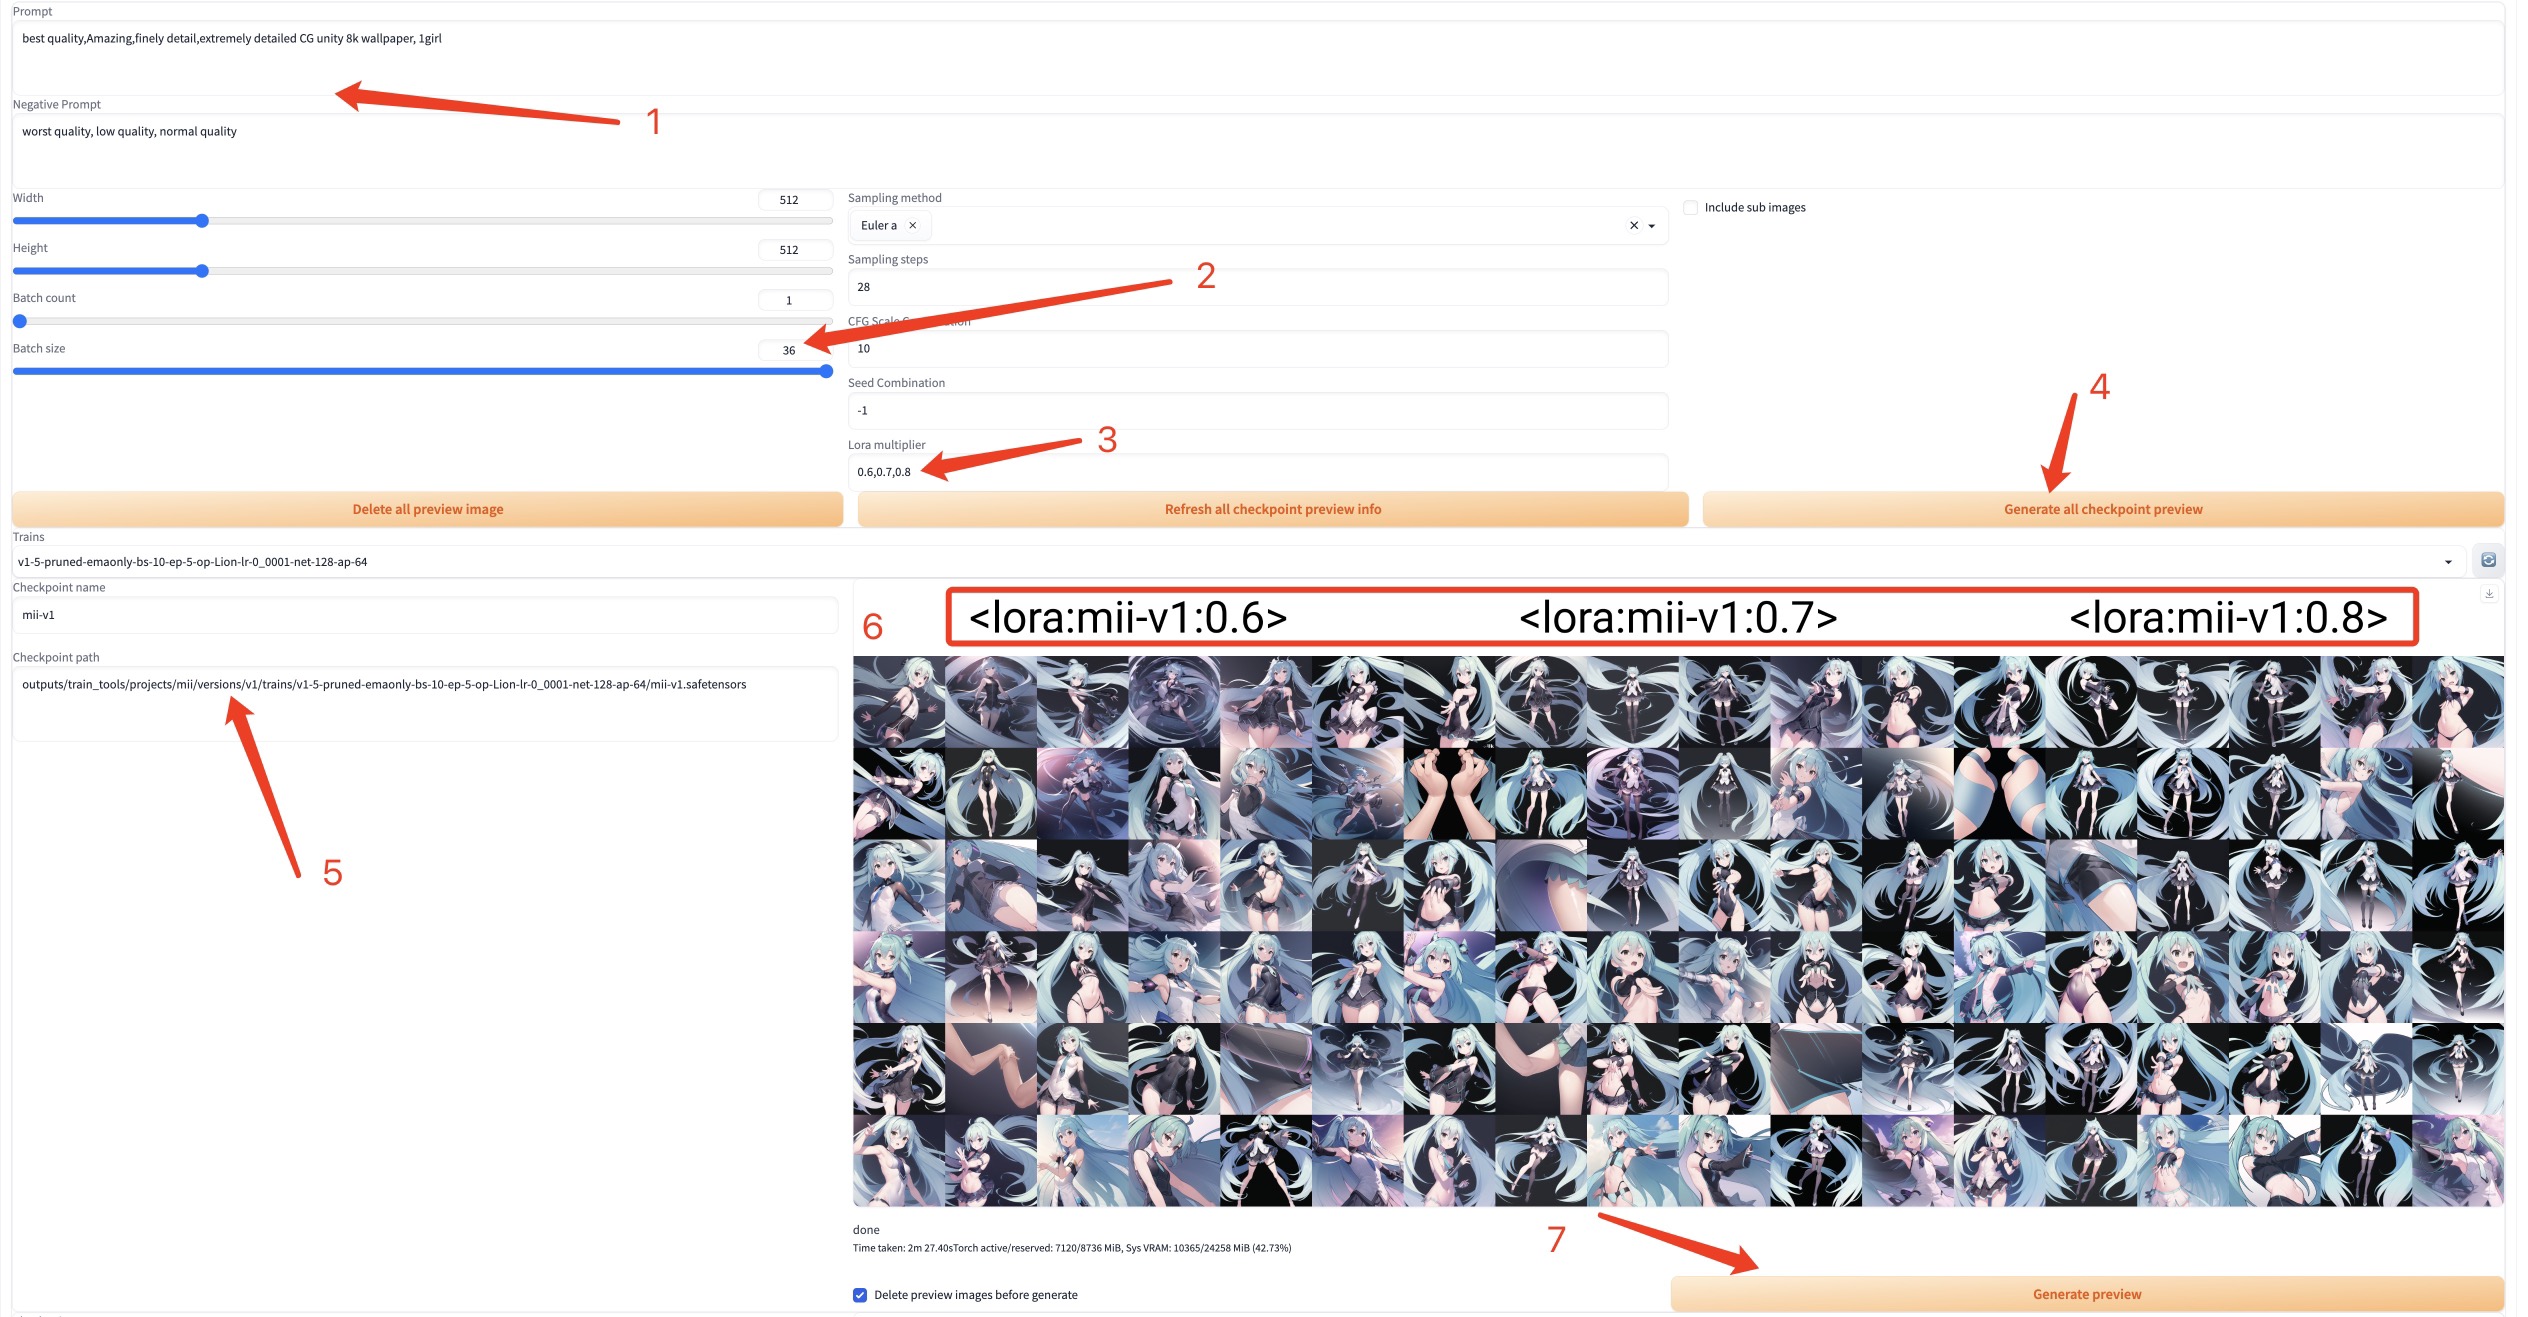 Prompt
best quality,Amazing,finely detail,extremely detailed CG unity 8k wallpaper, 1girl
1
Negative Prompt
worst quality, low quality, normal quality
Width
512
Sampling method
Include sub images
Euler a
Height
512
Sampling steps
2
28
Batch count
1
CFG Scale
Batch size
36
10
Seed Combination
4
-1
Lora multiplier
3
0.6,0.7,0.8
Delete all preview image
Refresh all checkpoint preview info
Generate all checkpoint preview
Trains
v1-5-pruned-emaonly-bs-10-ep-5-op-Lion-lr-0_0001-net-128-ap-64
Checkpoint name
mii-v1
6
<lora:mii-v1:0.6>
<lora:mii-v1:0.7>
<lora:mii-v1:0.8>
Checkpoint path
outputs/train_tools/projects/mii/versions/v1/trains/v1-5-pruned-emaonly-bs-10-ep-5-op-Lion-lr-0_0001-net-128-ap-64/mii-v1.safetensors
5
done
7
Time taken: 2m 27.40sTorch active/reserved: 7120/8736 MiB, Sys VRAM: 10365/24258 MiB (42.73%)
Delete preview images before generate
Generate preview